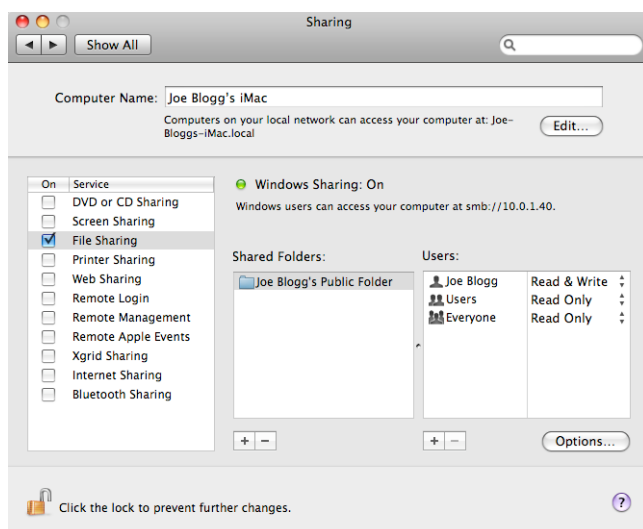 Sharing
Show All
Computer Name: Joe Blogg's iMac
Computers on your local network can access your computer at: Joe-
Bloggs-iMac.local
Edit...
On Service
DVD or CD Sharing
Screen Sharing
File Sharing
Printer Sharing
Web Sharing
Remote Login
Remote Management
Remote Apple Events
Xgrid Sharing
Internet Sharing
Bluetooth Sharing
Windows Sharing: On
Windows users can access your computer at smb://10.0.1.40.
Shared Folders:
Joe Blogg's Public Folder
Users:
Joe Blogg Read & Write
Users Read Only
Everyone Read Only
+ −
+ −
Options...
Click the lock to prevent further changes.
?